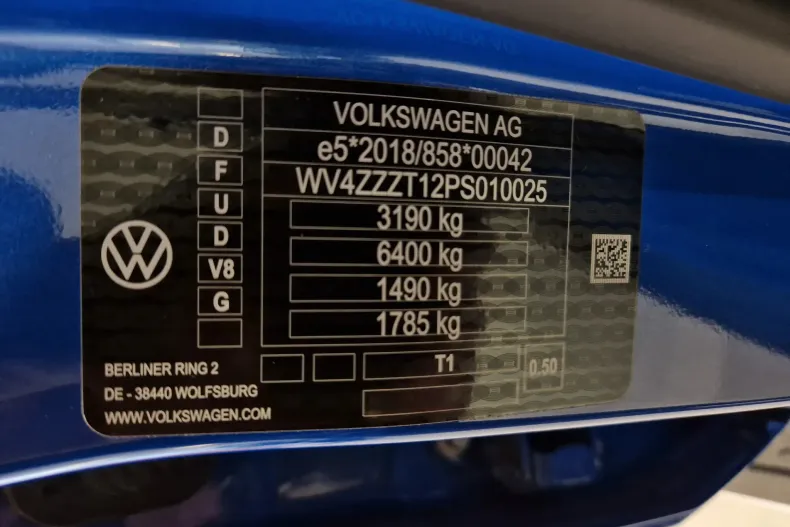 VOLKSWAGEN AG
e5*2018/858*00042
WV4ZZZT12PS010025
3190 kg
6400 kg
1490 kg
1785 kg
D
F
U
D
V8
G
T1
0.50
BERLINER RING 2
DE - 38440 WOLFSBURG
WWW.VOLKSWAGEN.COM